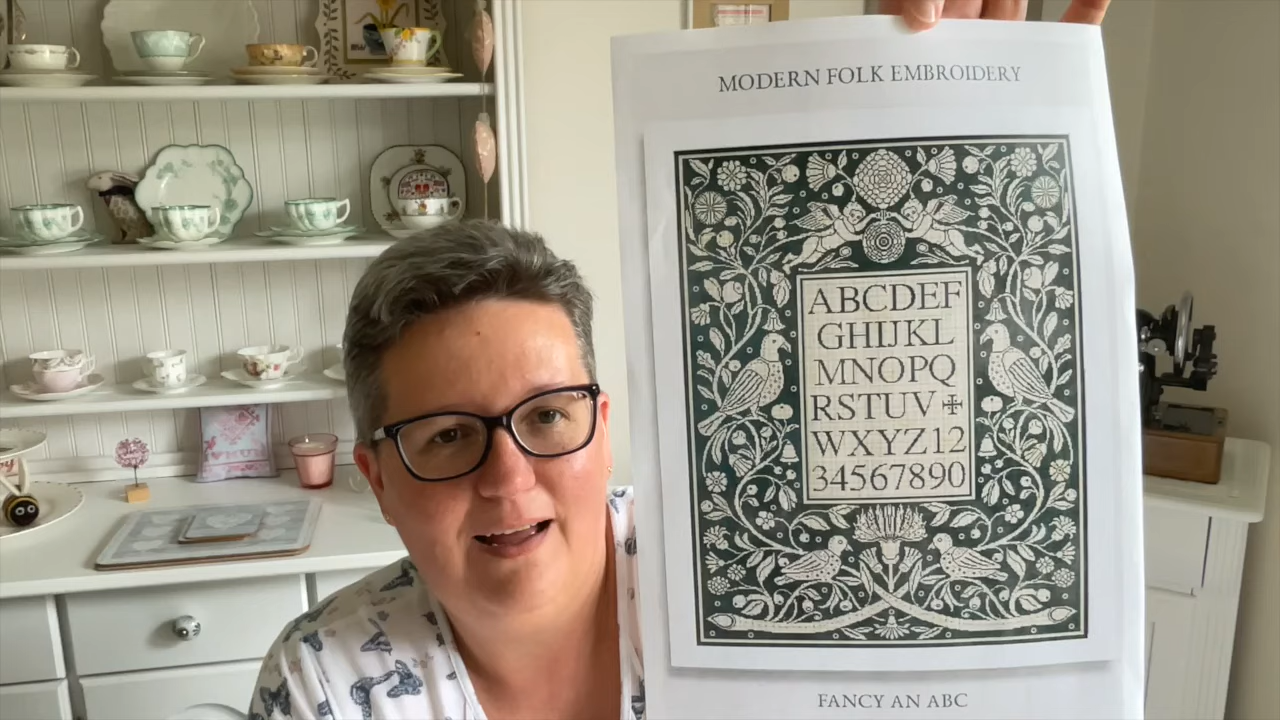 MODERN FOLK EMBROIDERY
ABCDEF
GHIJKL
MNOPQ
RSTUV
WXYZ12
34567890
FANCY AN ABC